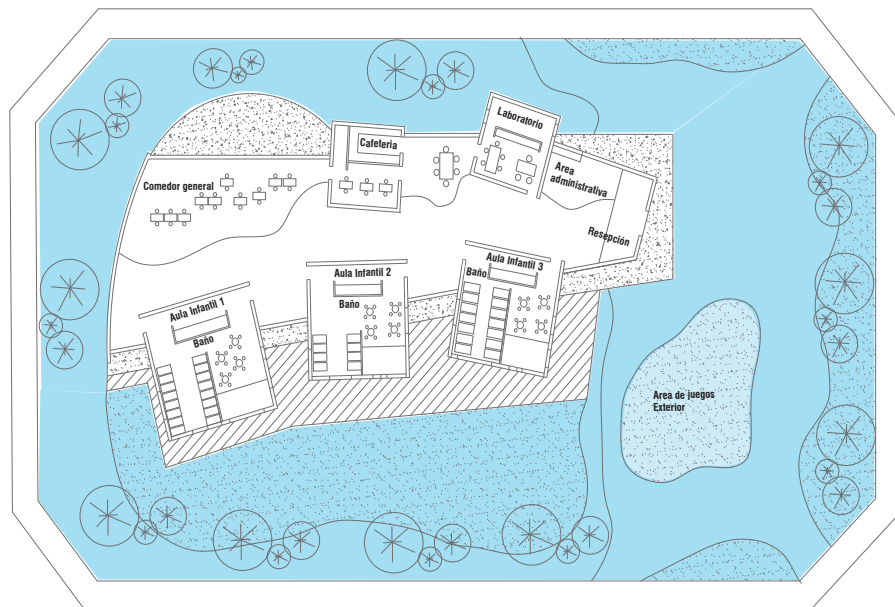 Laboratorio
Cafeteria
Area
administrativa
Comedor general
Resepción
Aula Infantil 3
Baño
Aula Infantil 2
Baño
Aula Infantil 1
Baño
Area de juegos
Exterior